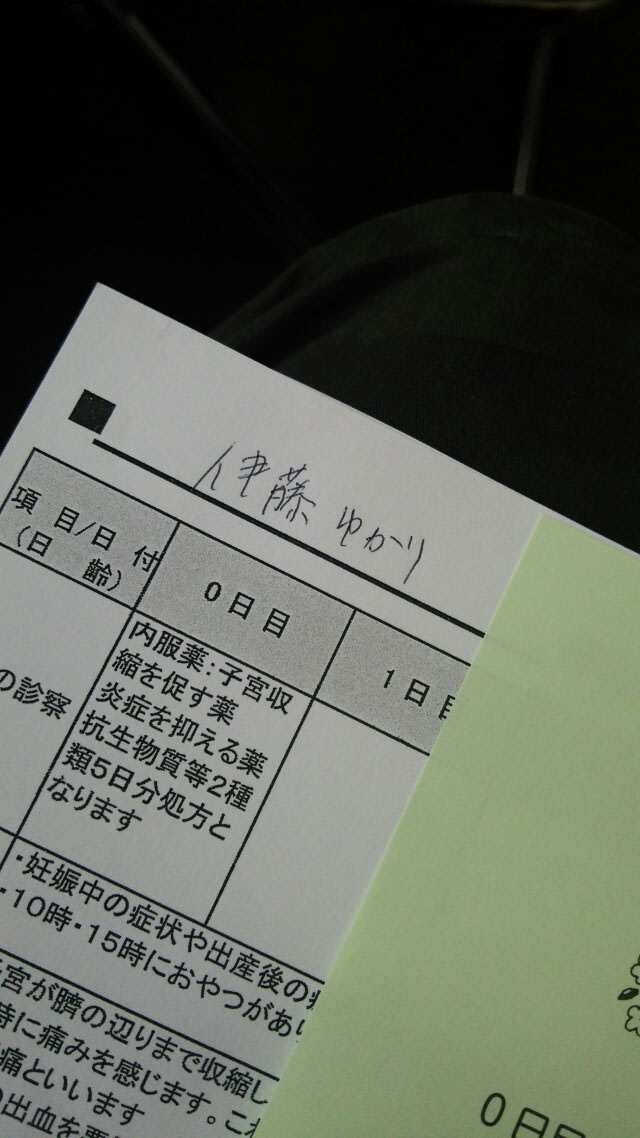 伊藤ゆかり
項目/日付
(日齢)
0日目
1日目
の診察
内服薬:子宮収
縮を促す薬
炎症を抑える薬
抗生物質等2種
類5日分処方と
なります
・妊娠中の症状や出産後の
・10時・15時におやつがあり
宮が臍の辺りまで収縮し
時に痛みを感じます。これ
痛といいます
の出血を
0日目